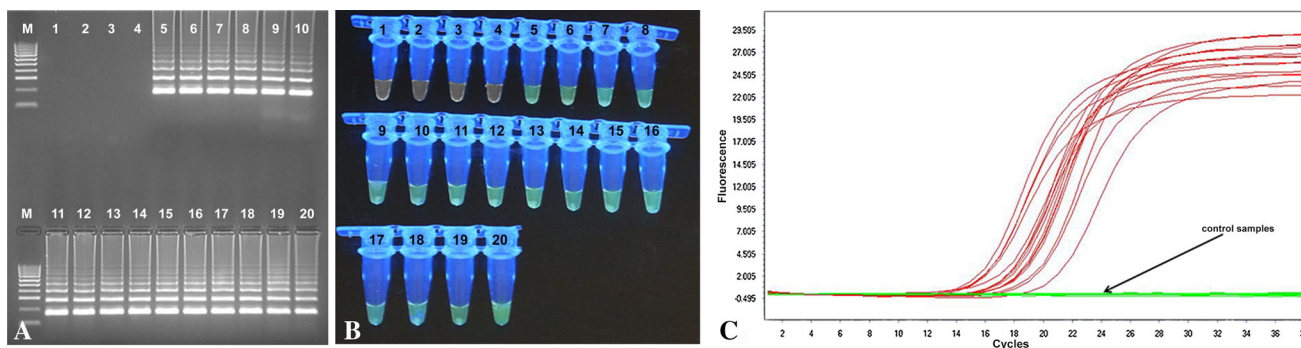 M 1 2 3 4 5 6 7 8 9 10
M 11 12 13 14 15 16 17 18 19 20
A
1 2 3 4 5 6 7 8
9 10 11 12 13 14 15 16
17 18 19 20
B
Fluorescence
28.505
27.005
24.505
22.005
19.505
17.505
14.505
12.005
9.505
7.005
5.005
2.005
-0.495
control samples
2 4 6 8 10 12 14 16 18 20 22 24 26 28 30 32 34 36
Cycles
C